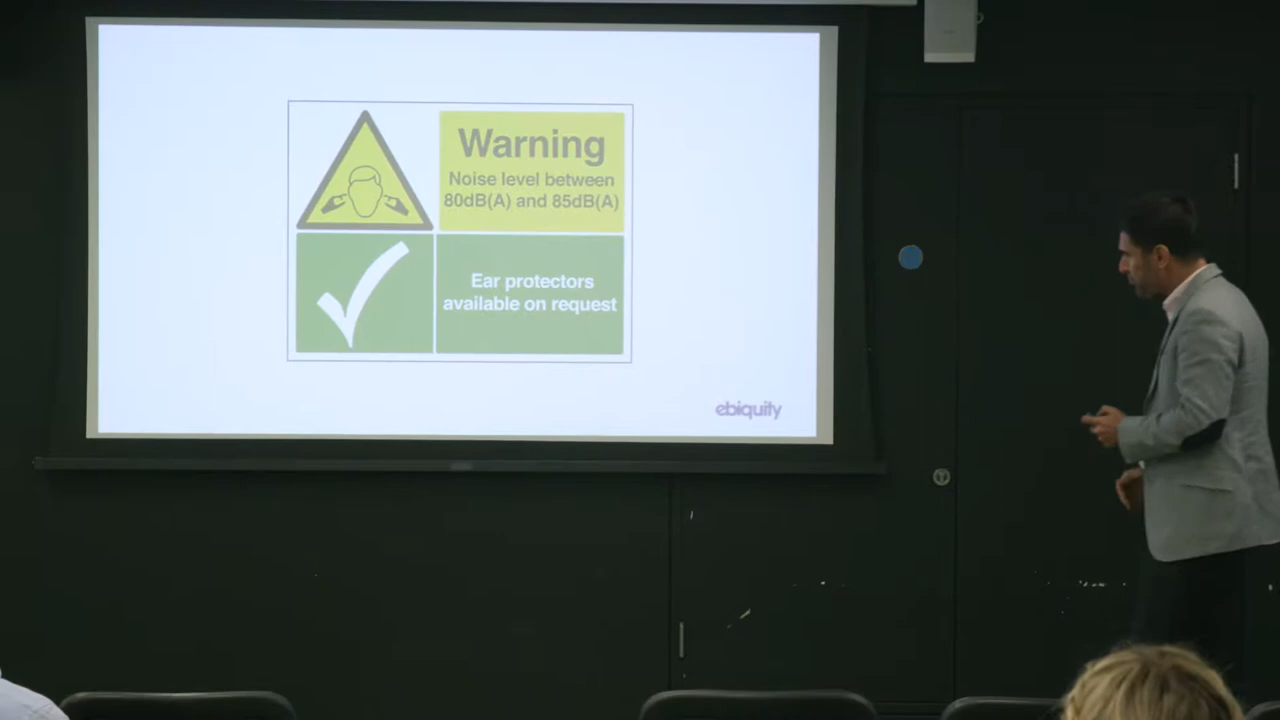 Warning
Noise level between
80dB(A) and 85dB(A)
Ear protectors
available on request
ebiquity